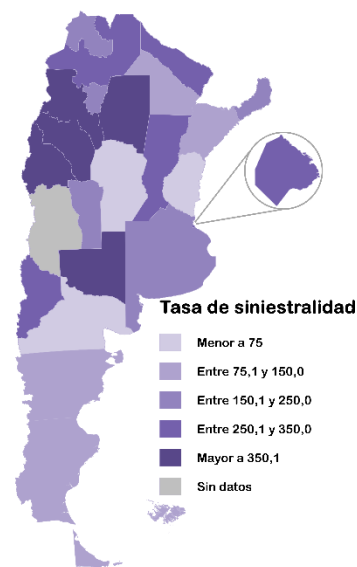 Tasa de siniestralidad
Menor a 75
Entre 75,1 y 150,0
Entre 150,1 y 250,0
Entre 250,1 y 350,0
Mayor a 350,1
Sin datos